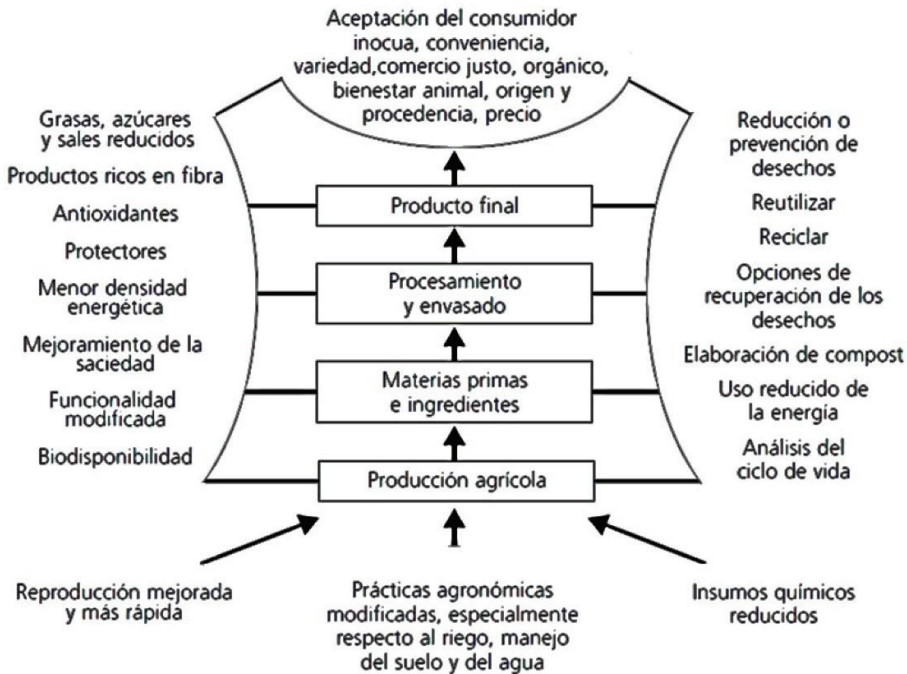 Aceptación del consumidor
inocua, conveniencia,
variedad,comercio justo, orgánico,
bienestar animal, origen y
procedencia, precio
Grasas, azúcares
y sales reducidos
Productos ricos en fibra
Antioxidantes
Protectores
Menor densidad
energética
Mejoramiento de la
saciedad
Funcionalidad
modificada
Biodisponibilidad
Producto final
Procesamiento
y envasado
Materias primas
e ingredientes
Producción agrícola
Reducción o
prevención de
desechos
Reutilizar
Reciclar
Opciones de
recuperación de los
desechos
Elaboración de compost
Uso reducido de
la energía
Análisis del
ciclo de vida
Reproducción mejorada
y más rápida
Prácticas agronómicas
modificadas, especialmente
respecto al riego, manejo
del suelo y del agua
Insumos químicos
reducidos